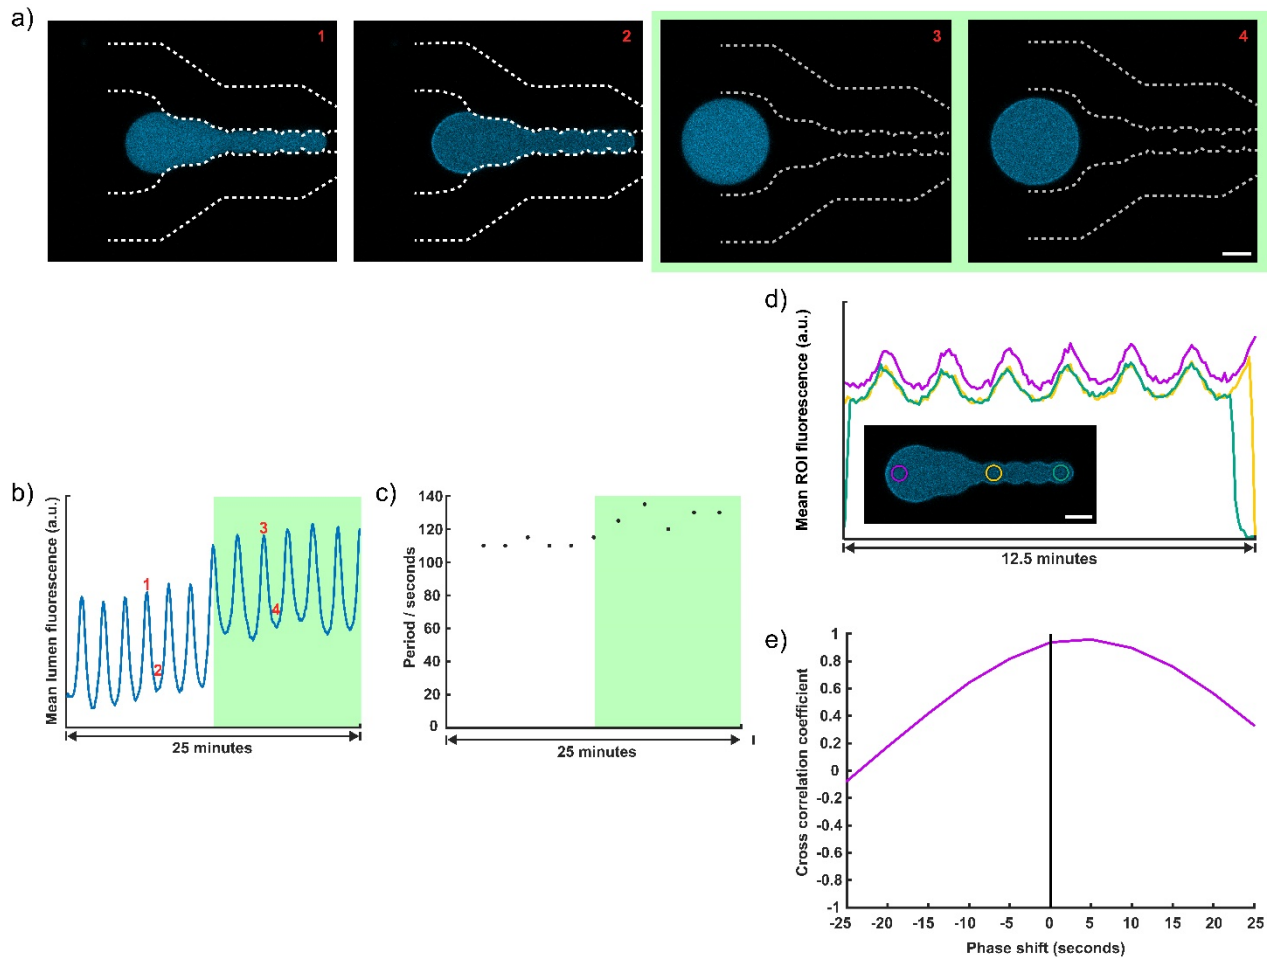 a)
1
2
3
4
b)
Mean lumen fluorescence (a.u.)
1
2
3
4
25 minutes
c)
Period / seconds
140
120
100
80
60
40
20
0
25 minutes
d)
Mean ROI fluorescence (a.u.)
12.5 minutes
e)
Cross correlation coefficient
1
0.8
0.6
0.4
0.2
0
-0.2
-0.4
-0.6
-0.8
-1
-25 -20 -15 -10 -5 0 5 10 15 20 25
Phase shift (seconds)